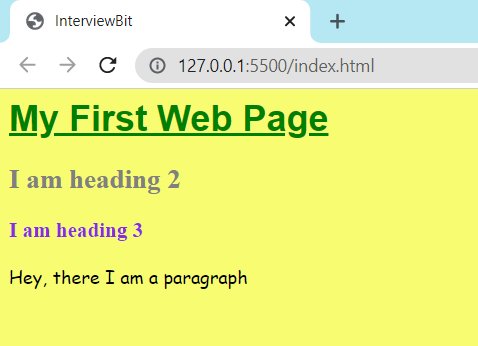 InterviewBit
127.0.0.1:5500/index.html
My First Web Page
I am heading 2
I am heading 3
Hey, there I am a paragraph